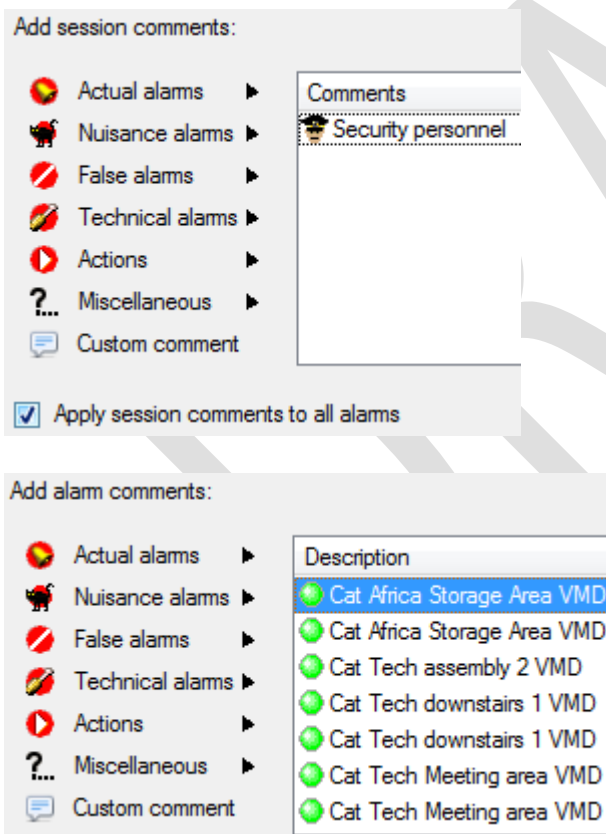 Add session comments:
Actual alarms
Nuisance alarms
False alarms
Technical alarms
Actions
?... Miscellaneous
Custom comment
Comments
Security personnel
Apply session comments to all alarms
Add alarm comments:
Actual alarms
Nuisance alarms
False alarms
Technical alarms
Actions
?... Miscellaneous
Custom comment
Description
Cat Africa Storage Area VMD
Cat Africa Storage Area VMD
Cat Tech assembly 2 VMD
Cat Tech downstairs 1 VMD
Cat Tech downstairs 1 VMD
Cat Tech Meeting area VMD
Cat Tech Meeting area VMD